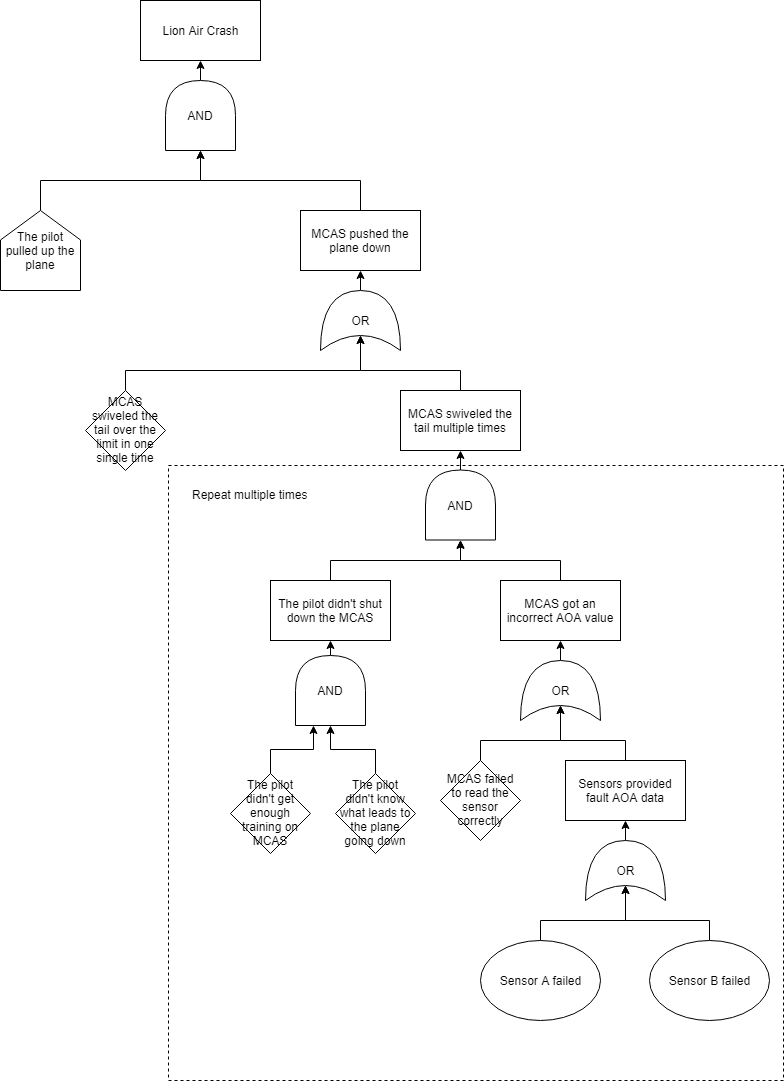 Lion Air Crash
AND
The pilot
pulled up the
plane
MCAS pushed the
plane down
OR
MCAS
swiveled the
tail over the
limit in one
single time
MCAS swiveled the
tail multiple times
Repeat multiple times
AND
The pilot didn't shut
down the MCAS
MCAS got an
incorrect AOA value
AND
OR
The pilot
didn't get
enough
training on
MCAS
The pilot
didn't know
what leads to
the plane
going down
MCAS failed
to read the
sensor
correctly
Sensors provided
fault AOA data
OR
Sensor A failed
Sensor B failed